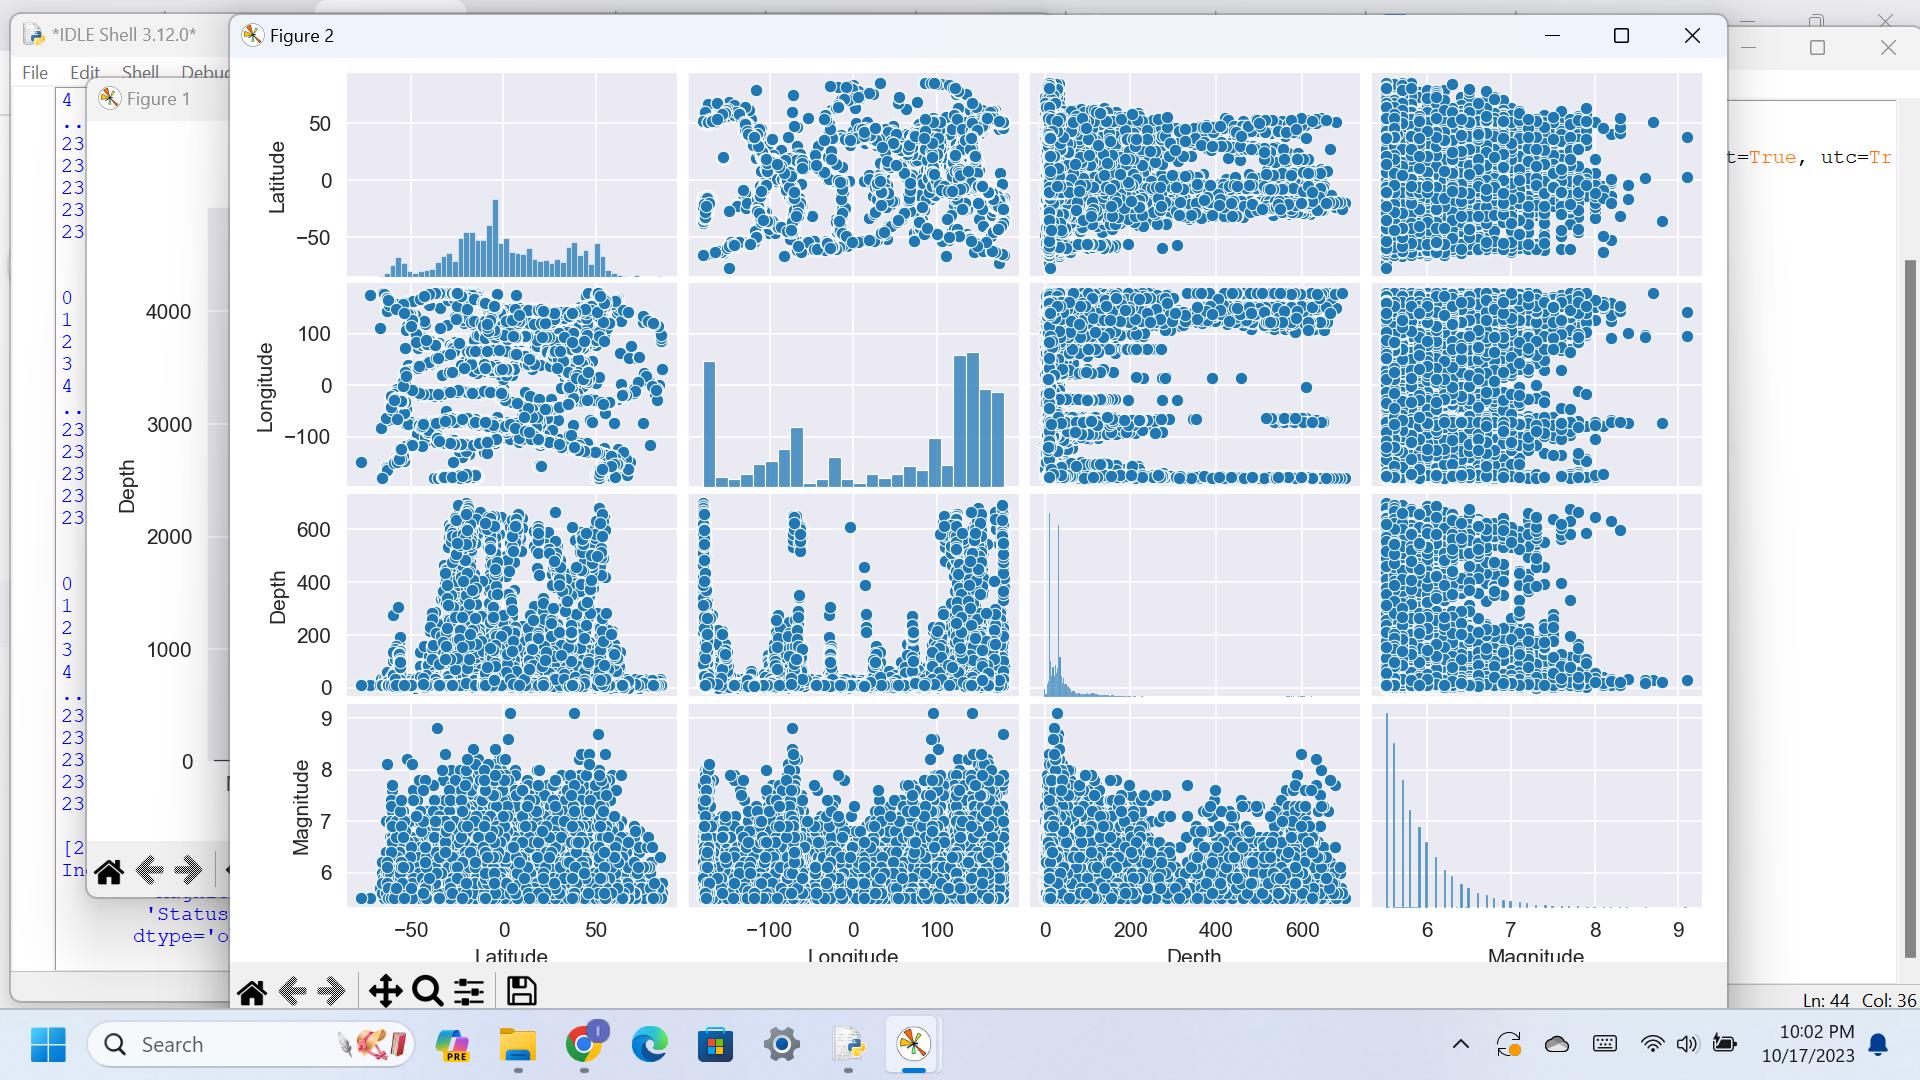 *IDLE Shell 3.12.0*
Figure 2
File Edit Shell Debug
Figure 1
4
..
23
23
23
23
23
0
1
2
3
4
..
23
23
23
23
23
0
1
2
3
4
..
23
23
23
23
23
[2
In
'Status
dtype='o
4000
3000
2000
1000
0
Depth
Latitude
50
0
−50
Longitude
100
0
−100
Depth
600
400
200
0
Magnitude
9
8
7
6
−50 0 50
−100 0 100
0 200 400 600
6 7 8 9
Latitude
Longitude
Depth
Magnitude
t=True, utc=Tr
Ln: 44 Col: 36
Search
PRE
10:02 PM
10/17/2023